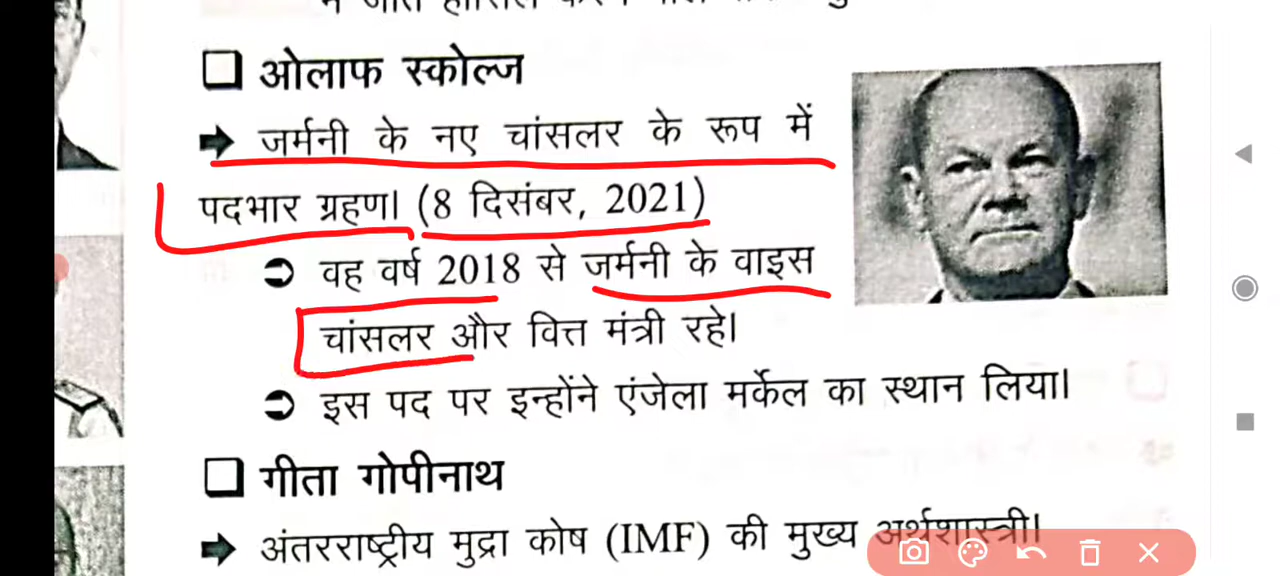 ❑ ओलाफ स्कोल्ज
➡ जर्मनी के नए चांसलर के रूप में
पदभार ग्रहण। (8 दिसंबर, 2021)
➲ वह वर्ष 2018 से जर्मनी के वाइस
चांसलर और वित्त मंत्री रहे।
➲ इस पद पर इन्होंने एंजेला मर्केल का स्थान लिया।
❑ गीता गोपीनाथ
➡ अंतरराष्ट्रीय मुद्रा कोष (IMF) की मुख्य अर्थशास्त्री।